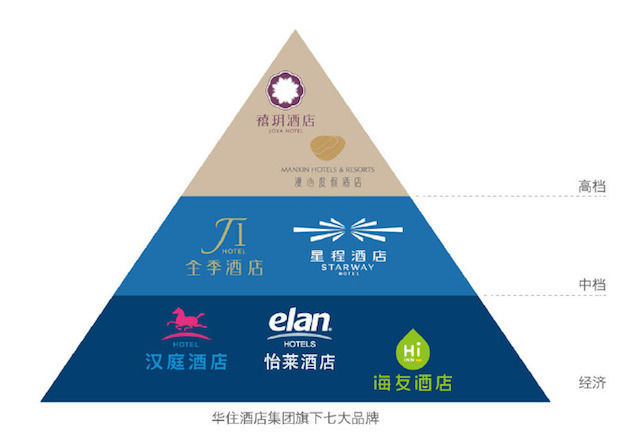 禧玥酒店
JOYA HOTEL
MANXIN HOTELS & RESORTS
漫心度假酒店
高档
JI
HOTEL
全季酒店
星程酒店
STARWAY
HOTEL
中档
HOTEL
汉庭酒店
elan
HOTELS
怡莱酒店
Hi
INN
海友酒店
经济
华住酒店集团旗下七大品牌